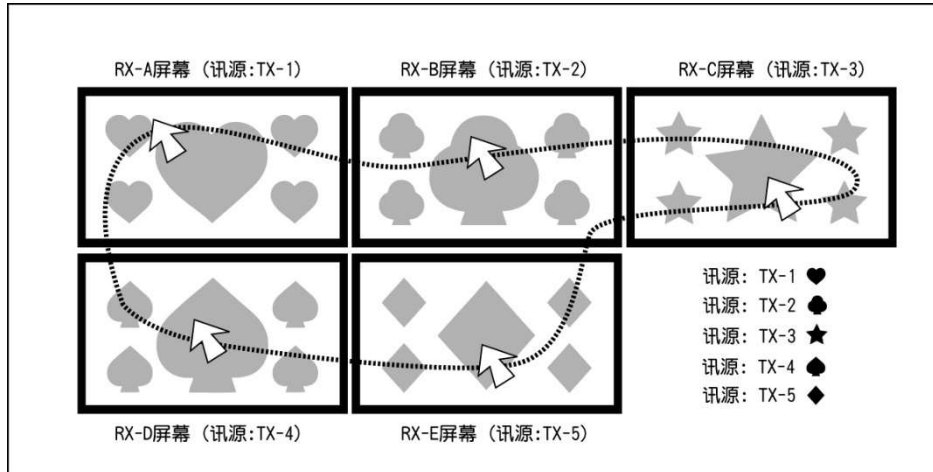 RX-A屏幕 (讯源:TX-1)
RX-B屏幕 (讯源:TX-2)
RX-C屏幕 (讯源:TX-3)
讯源: TX-1
讯源: TX-2
讯源: TX-3
讯源: TX-4
讯源: TX-5
RX-D屏幕 (讯源:TX-4)
RX-E屏幕 (讯源:TX-5)